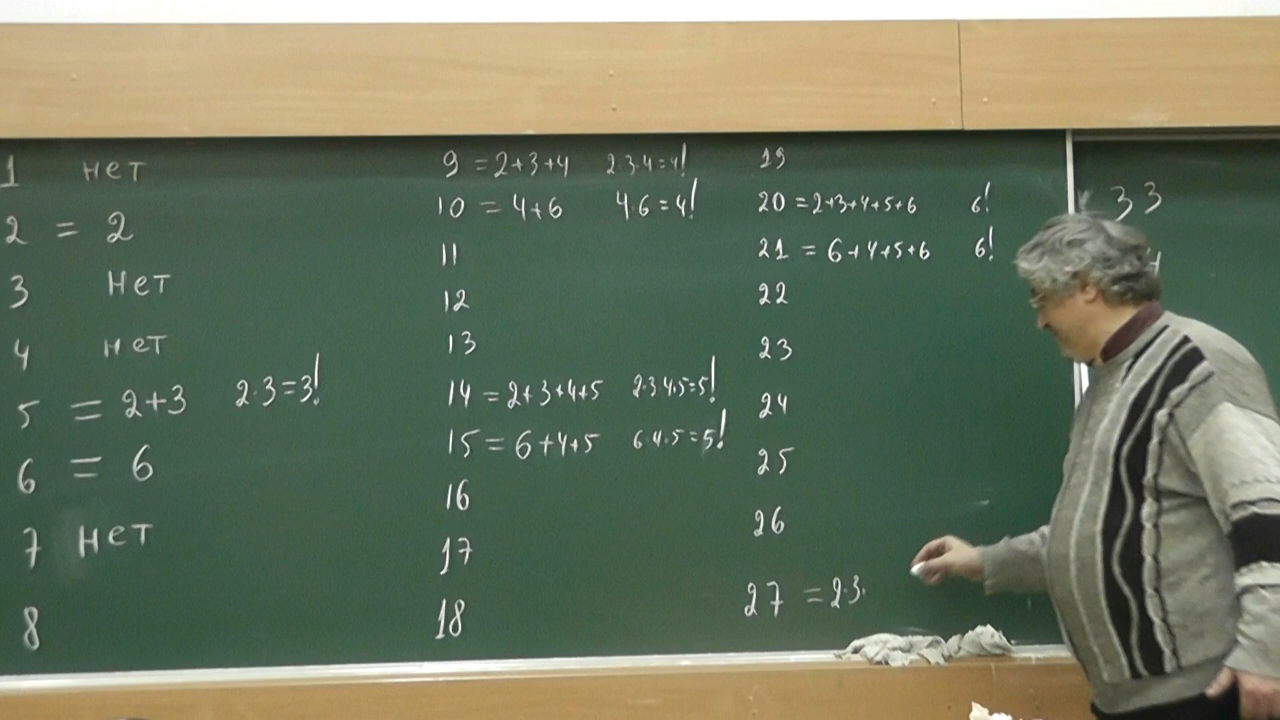 1 нет
2 = 2
3 нет
4 нет
5 = 2+3 2·3=3!
6 = 6
7 нет
8
9 =2+3+4 2·3·4=4!
10 = 4+6 4·6=4!
11
12
13
14 =2+3+4+5 2·3 4·5=5!
15 =6+4+5 6·4·5=5!
16
17
18
19
20 =2+3+4+5+6 6!
21 = 6+4+5+6 6!
22
23
24
25
26
27 =2·3·
33